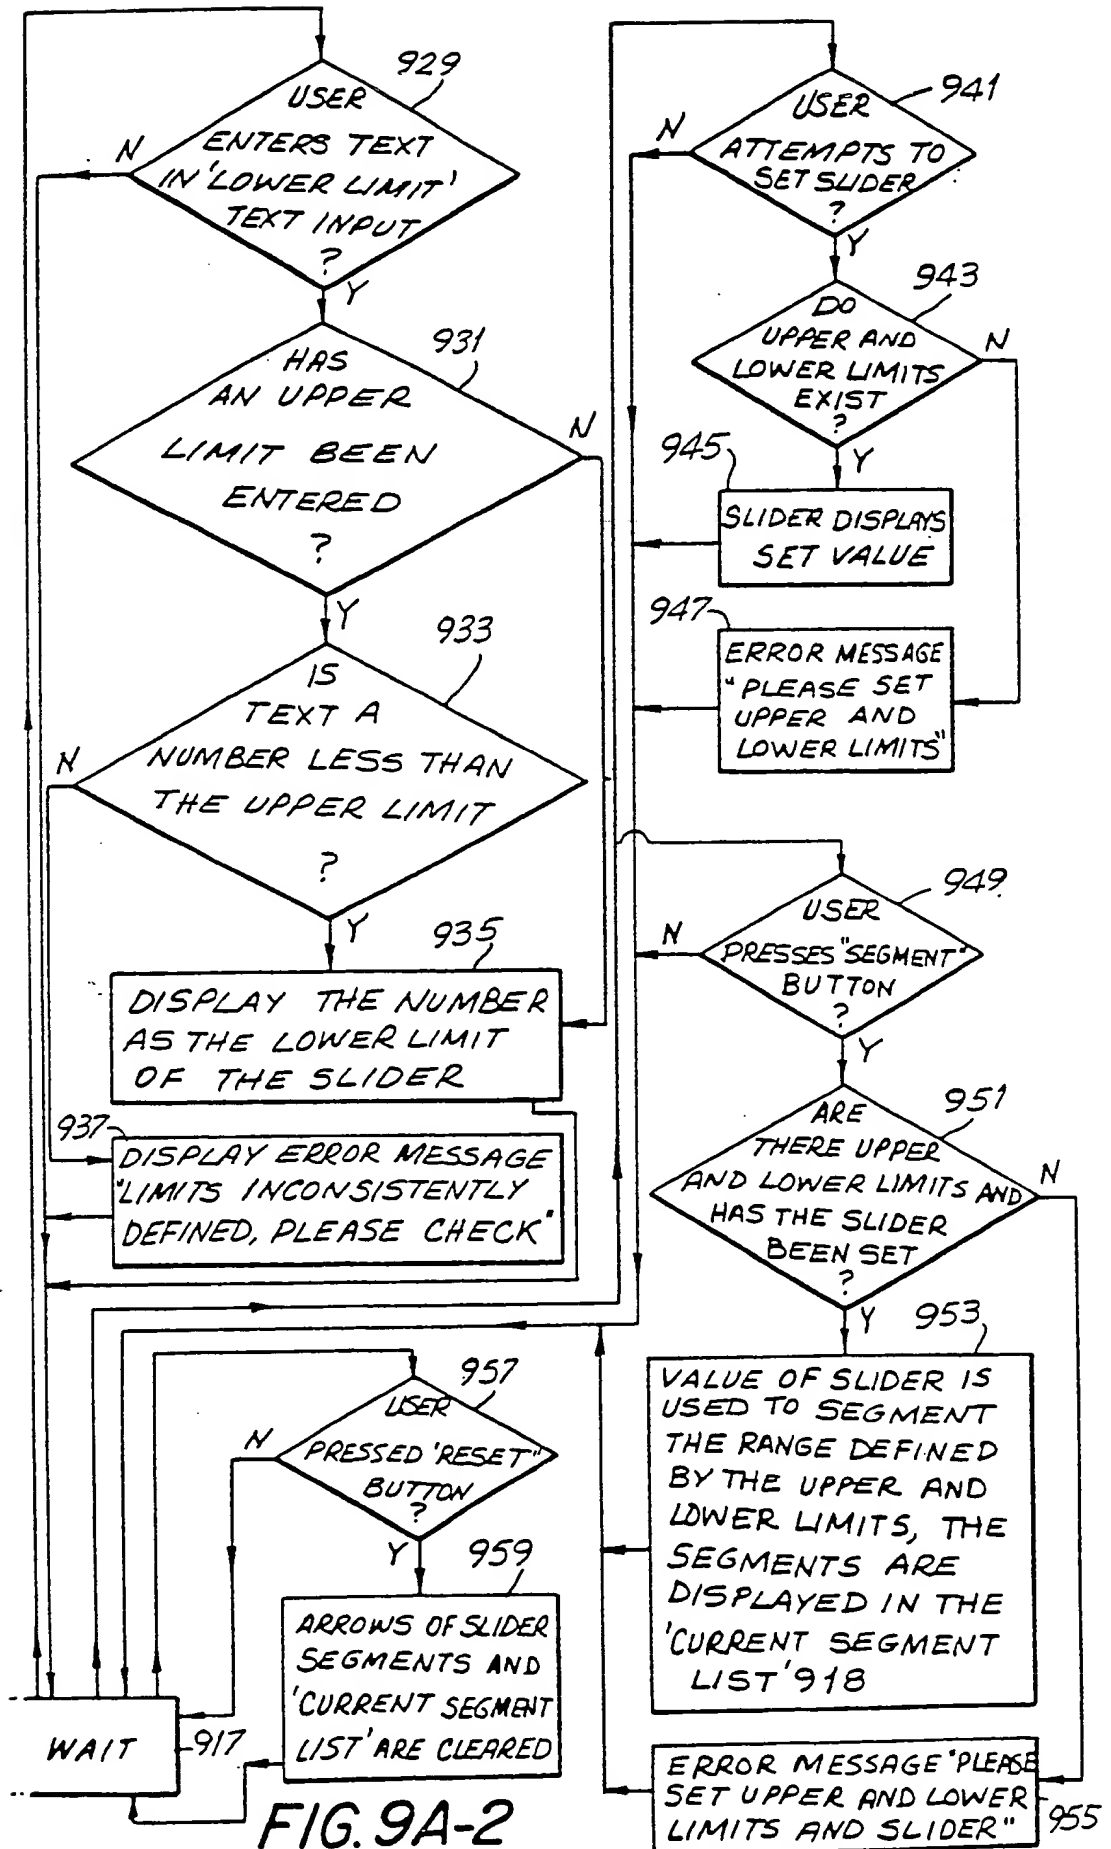 929
USER
ENTERS TEXT
IN 'LOWER LIMIT'
TEXT INPUT
?
N
Y
931
HAS
AN UPPER
LIMIT BEEN
ENTERED
?
N
Y
933
IS
TEXT A
NUMBER LESS THAN
THE UPPER LIMIT
?
N
Y
935
DISPLAY THE NUMBER
AS THE LOWER LIMIT
OF THE SLIDER
937
DISPLAY ERROR MESSAGE
"LIMITS INCONSISTENTLY
DEFINED, PLEASE CHECK"
941
USER
ATTEMPTS TO
SET SLIDER
?
N
Y
943
DO
UPPER AND
LOWER LIMITS
EXIST
?
N
Y
945
SLIDER DISPLAYS
SET VALUE
947
ERROR MESSAGE
"PLEASE SET
UPPER AND
LOWER LIMITS"
949
USER
PRESSES "SEGMENT"
BUTTON
?
N
Y
951
ARE
THERE UPPER
AND LOWER LIMITS AND
HAS THE SLIDER
BEEN SET
?
N
Y
953
VALUE OF SLIDER IS
USED TO SEGMENT
THE RANGE DEFINED
BY THE UPPER AND
LOWER LIMITS, THE
SEGMENTS ARE
DISPLAYED IN THE
'CURRENT SEGMENT
LIST' 918
ERROR MESSAGE "PLEASE
SET UPPER AND LOWER
LIMITS AND SLIDER"
955
957
USER
PRESSED 'RESET"
BUTTON
?
N
Y
959
ARROWS OF SLIDER
SEGMENTS AND
'CURRENT SEGMENT
LIST' ARE CLEARED
WAIT
917
FIG. 9A-2